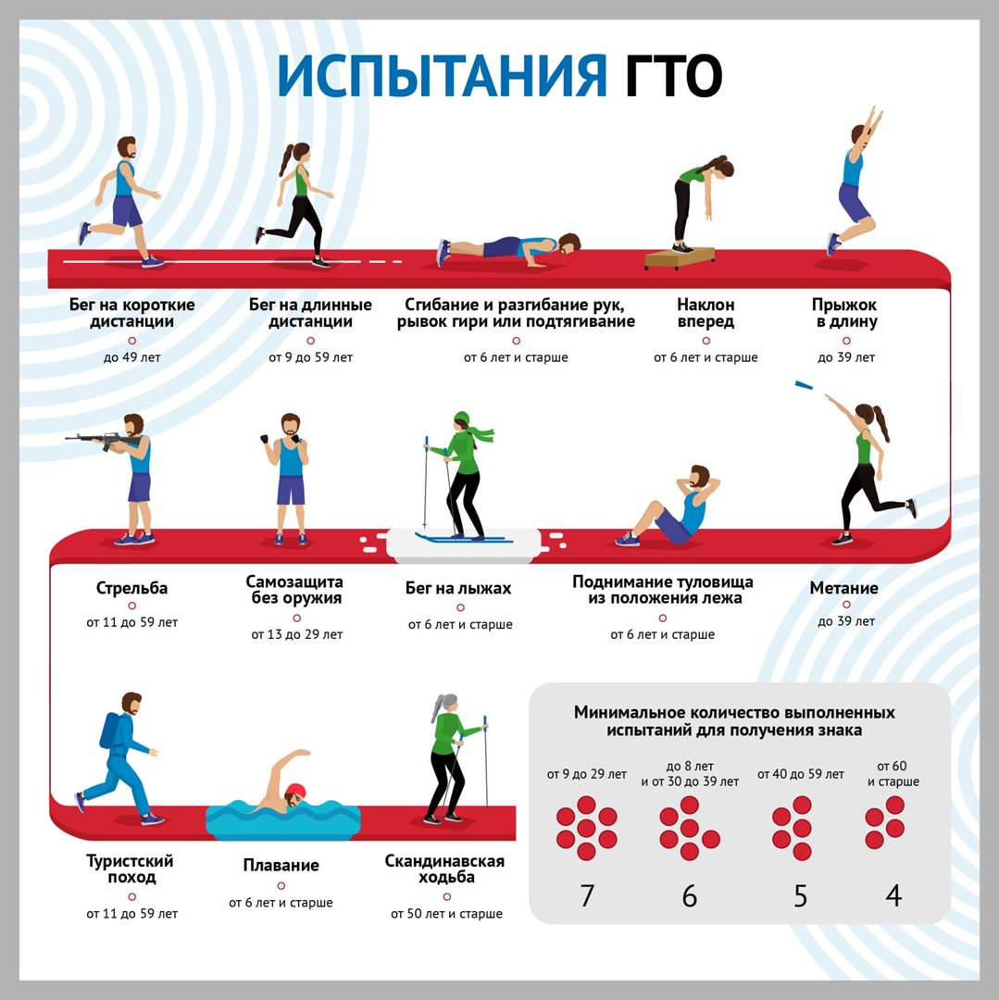 ИСПЫТАНИЯ ГТО
Бег на короткие
дистанции
до 49 лет
Бег на длинные
дистанции
от 9 до 59 лет
Сгибание и разгибание рук,
рывок гири или подтягивание
от 6 лет и старше
Наклон
вперед
от 6 лет и старше
Прыжок
в длину
до 39 лет
Стрельба
от 11 до 59 лет
Самозащита
без оружия
от 13 до 29 лет
Бег на лыжах
от 6 лет и старше
Поднимание туловища
из положения лежа
от 6 лет и старше
Метание
до 39 лет
Туристский
поход
от 11 до 59 лет
Плавание
от 6 лет и старше
Скандинавская
ходьба
от 50 лет и старше
Минимальное количество выполненных
испытаний для получения знака
от 9 до 29 лет
7
до 8 лет
и от 30 до 39 лет
6
от 40 до 59 лет
5
от 60
и старше
4